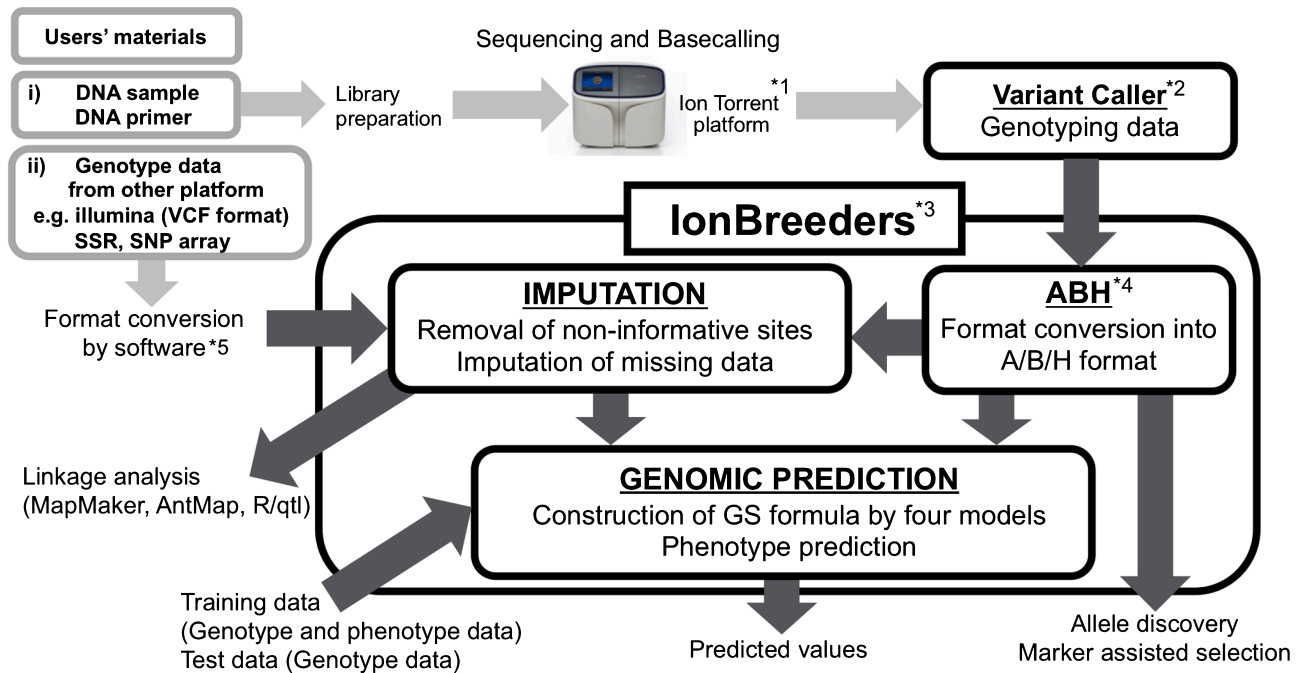 Users’ materials
i) DNA sample
DNA primer
Library
preparation
Sequencing and Basecalling
Ion Torrent*1
platform
Variant Caller*2
Genotyping data
ii) Genotype data
from other platform
e.g. illumina (VCF format)
SSR, SNP array
Format conversion
by software*5
IonBreeders*3
IMPUTATION
Removal of non-informative sites
Imputation of missing data
ABH*4
Format conversion into
A/B/H format
Linkage analysis
(MapMaker, AntMap, R/qtl)
GENOMIC PREDICTION
Construction of GS formula by four models
Phenotype prediction
Training data
(Genotype and phenotype data)
Test data (Genotype data)
Predicted values
Allele discovery
Marker assisted selection